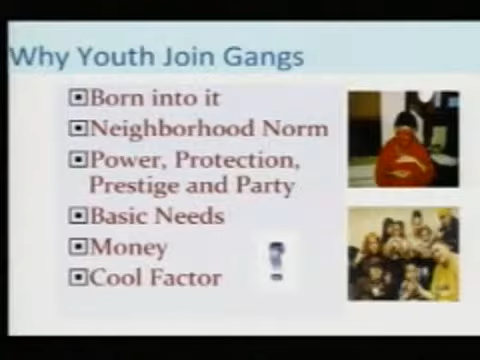 Why Youth Join Gangs
Born into it
Neighborhood Norm
Power, Protection,
Prestige and Party
Basic Needs
Money
?
Cool Factor